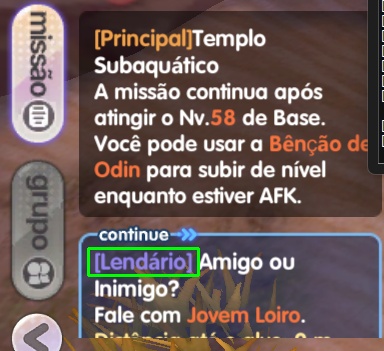 missão
grupo
[Principal]Templo
Subaquático
A missão continua após
atingir o Nv.58 de Base.
Você pode usar a Bênção de
Odin para subir de nível
enquanto estiver AFK.
continue
[Lendário] Amigo ou
Inimigo?
Fale com Jovem Loiro.